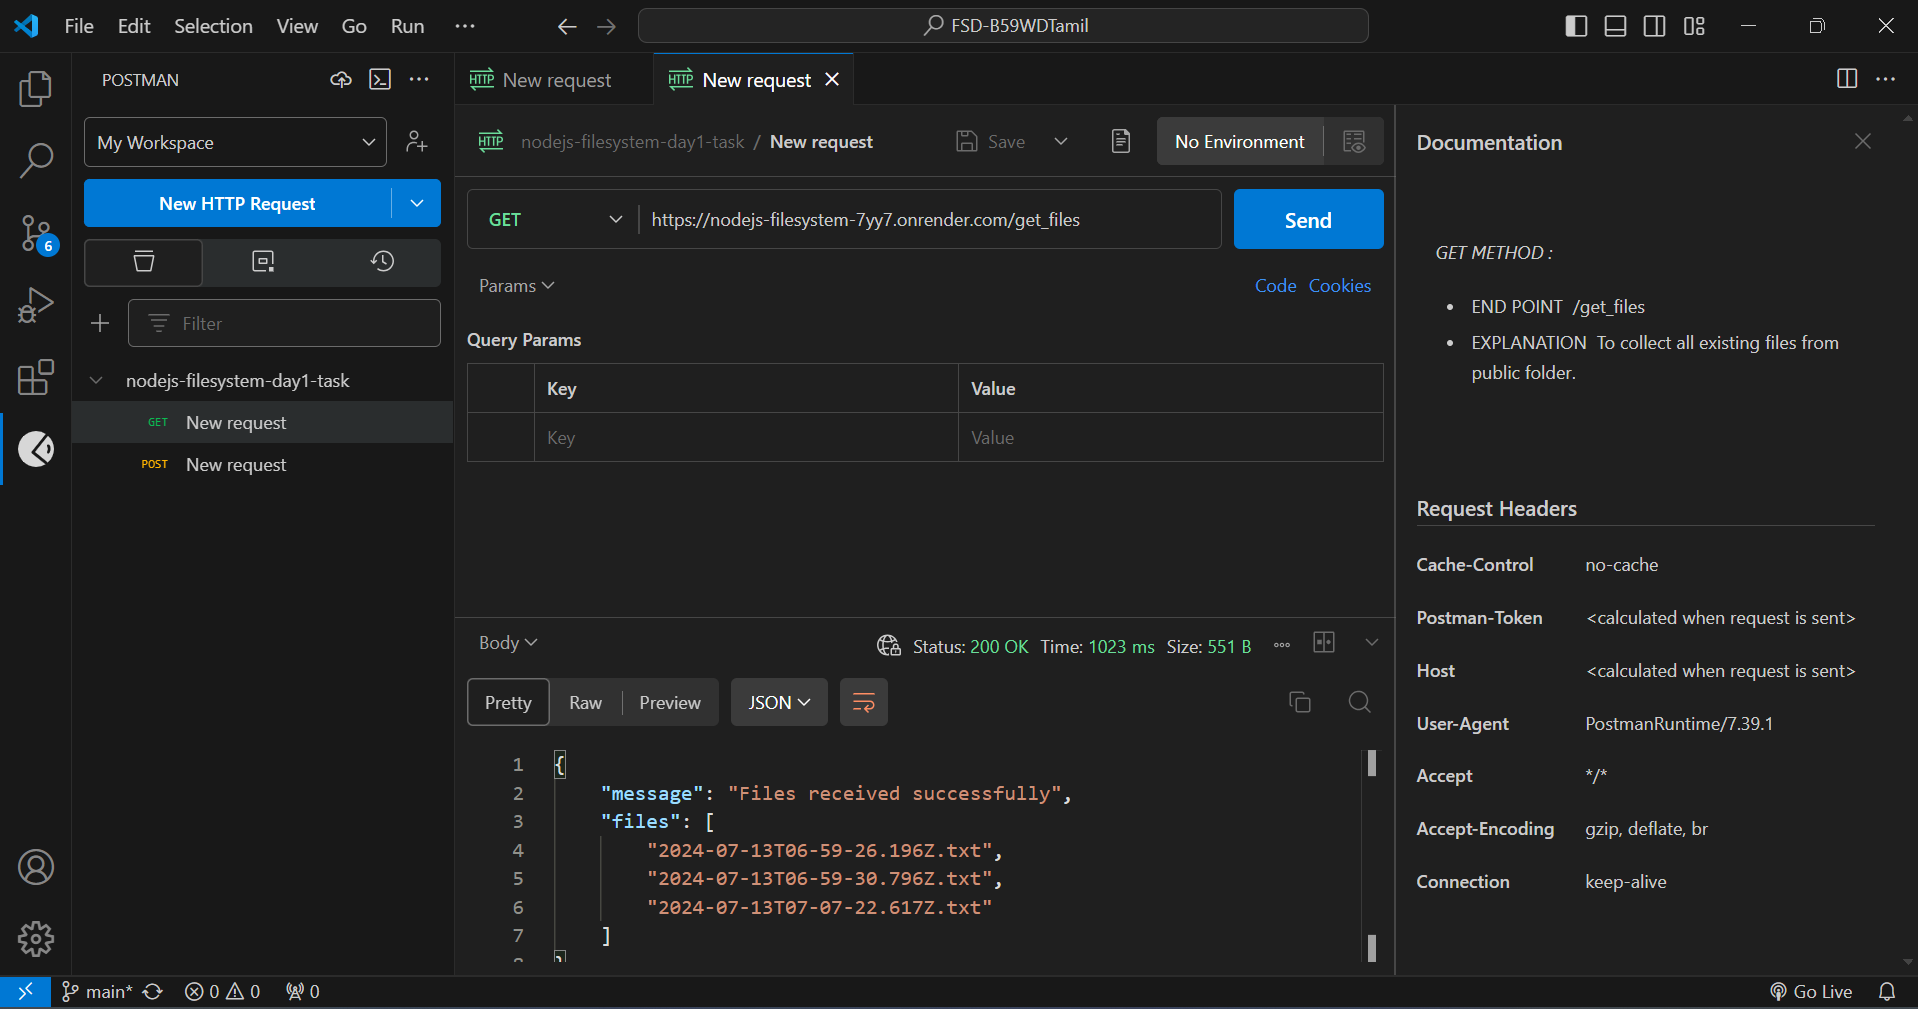 File Edit Selection View Go Run ···
FSD-B59WDTamil
POSTMAN
My Workspace
New HTTP Request
6
Filter
nodejs-filesystem-day1-task
GET New request
POST New request
HTTP New request
HTTP New request
HTTP nodejs-filesystem-day1-task / New request
Save
No Environment
GET https://nodejs-filesystem-7yy7.onrender.com/get_files
Send
Params
Code Cookies
Query Params
Key Value
Key Value
Body
Status: 200 OK Time: 1023 ms Size: 551 B
Pretty Raw Preview JSON
1 {
2 "message": "Files received successfully",
3 "files": [
4 "2024-07-13T06-59-26.196Z.txt",
5 "2024-07-13T06-59-30.796Z.txt",
6 "2024-07-13T07-07-22.617Z.txt"
7 ]
8 }
Documentation
GET METHOD :
• END POINT /get_files
• EXPLANATION To collect all existing files from
public folder.
Request Headers
Cache-Control no-cache
Postman-Token <calculated when request is sent>
Host <calculated when request is sent>
User-Agent PostmanRuntime/7.39.1
Accept */*
Accept-Encoding gzip, deflate, br
Connection keep-alive
main* 0 0 0
Go Live